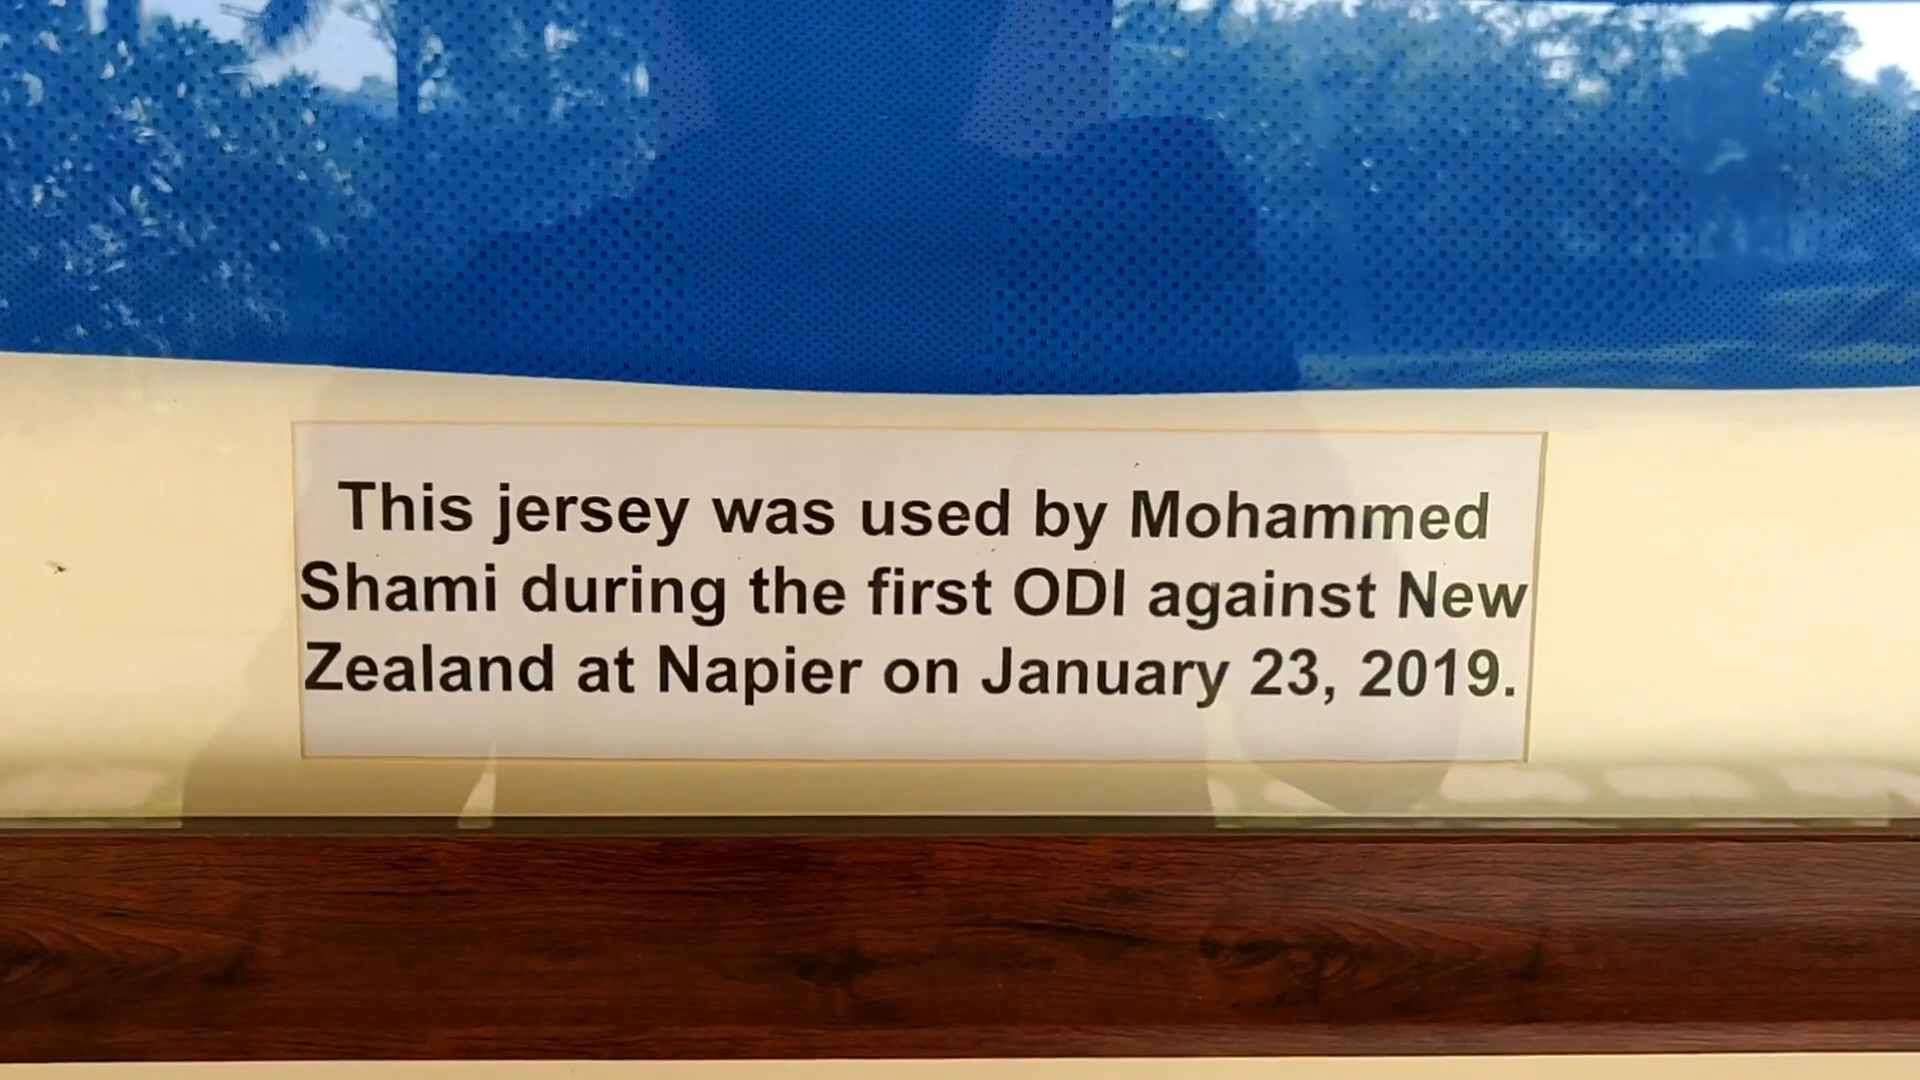 This jersey was used by Mohammed
Shami during the first ODI against New
Zealand at Napier on January 23, 2019.